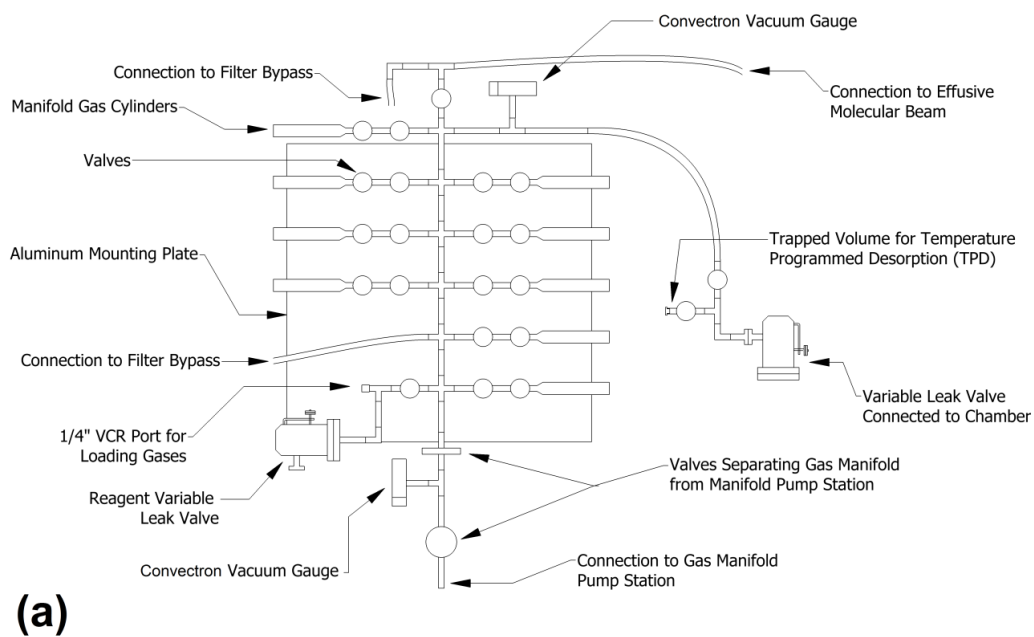 Convectron Vacuum Gauge
Connection to Filter Bypass
Connection to Effusive
Molecular Beam
Manifold Gas Cylinders
Valves
Trapped Volume for Temperature
Programmed Desorption (TPD)
Aluminum Mounting Plate
Connection to Filter Bypass
Variable Leak Valve
Connected to Chamber
1/4" VCR Port for
Loading Gases
Valves Separating Gas Manifold
from Manifold Pump Station
Reagent Variable
Leak Valve
Connection to Gas Manifold
Pump Station
Convectron Vacuum Gauge
(a)